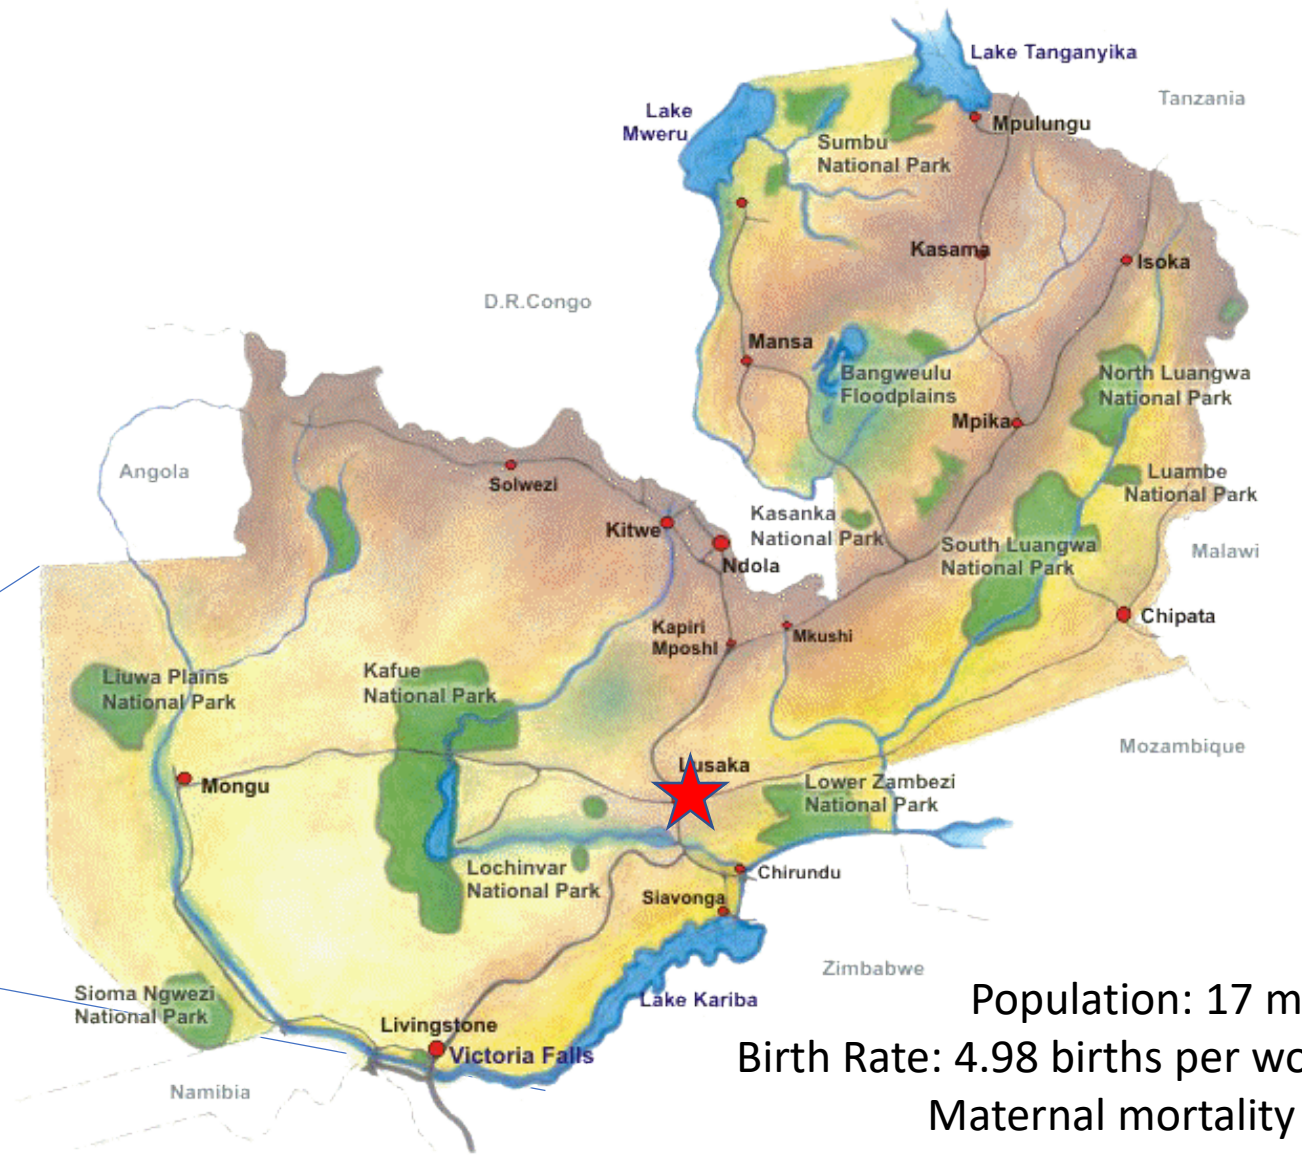 Lake Tanganyika
Tanzania
Lake
Mweru
Mpulungu
Sumbu
National Park
Kasama
Isoka
D.R.Congo
Mansa
Bangweulu
Floodplains
North Luangwa
National Park
Mpika
Angola
Solwezi
Luambe
National Park
Kitwe
Kasanka
National Park
South Luangwa
National Park
Malawi
Ndola
Chipata
Kapiri
Mposhl
Mkushi
Liuwa Plains
National Park
Kafue
National Park
Mozambique
Lusaka
Mongu
Lower Zambezi
National Park
Lochinvar
National Park
Chirundu
Siavonga
Zimbabwe
Sioma Ngwezi
National Park
Lake Kariba
Livingstone
Victoria Falls
Namibia
Population: 17 m
Birth Rate: 4.98 births per wo
Maternal mortality